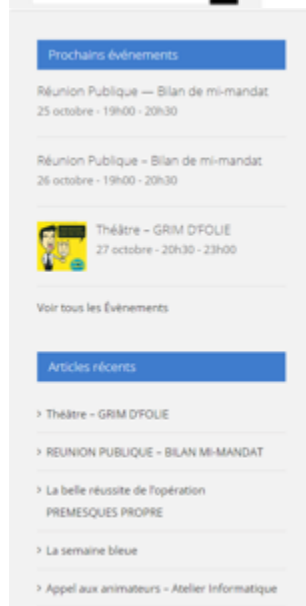 Prochains événements
Réunion Publique — Bilan de mi-mandat
25 octobre - 19h00 - 20h30
Réunion Publique – Bilan de mi-mandat
26 octobre - 19h00 - 20h30
Théâtre – GRIM D'FOLIE
27 octobre - 20h30 - 23h00
Voir tous les Évènements
Articles récents
> Théâtre – GRIM D'FOLIE
> REUNION PUBLIQUE – BILAN MI-MANDAT
> La belle réussite de l'opération
PREMESQUES PROPRE
> La semaine bleue
> Appel aux animateurs – Atelier Informatique